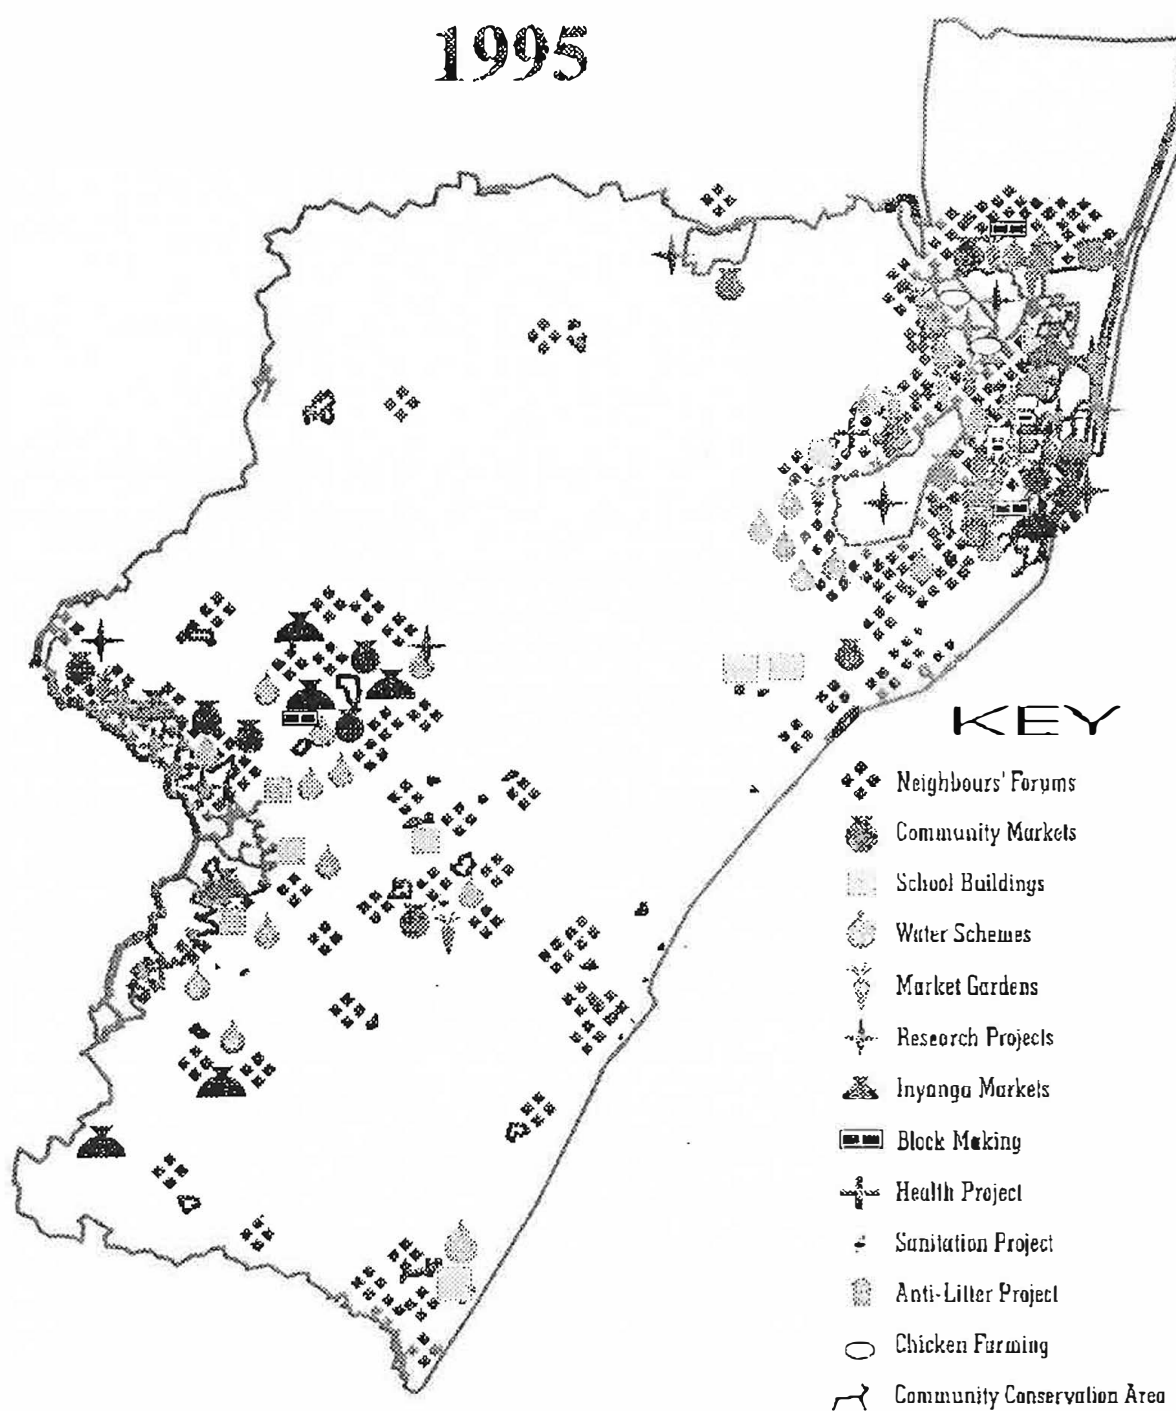 1995
KEY
Neighbours' Forums
Community Markets
School Buildings
Water Schemes
Market Gardens
Research Projects
Inyanga Markets
Block Making
Health Project
Sanitation Project
Anti-Litter Project
Chicken Farming
Community Conservation Area